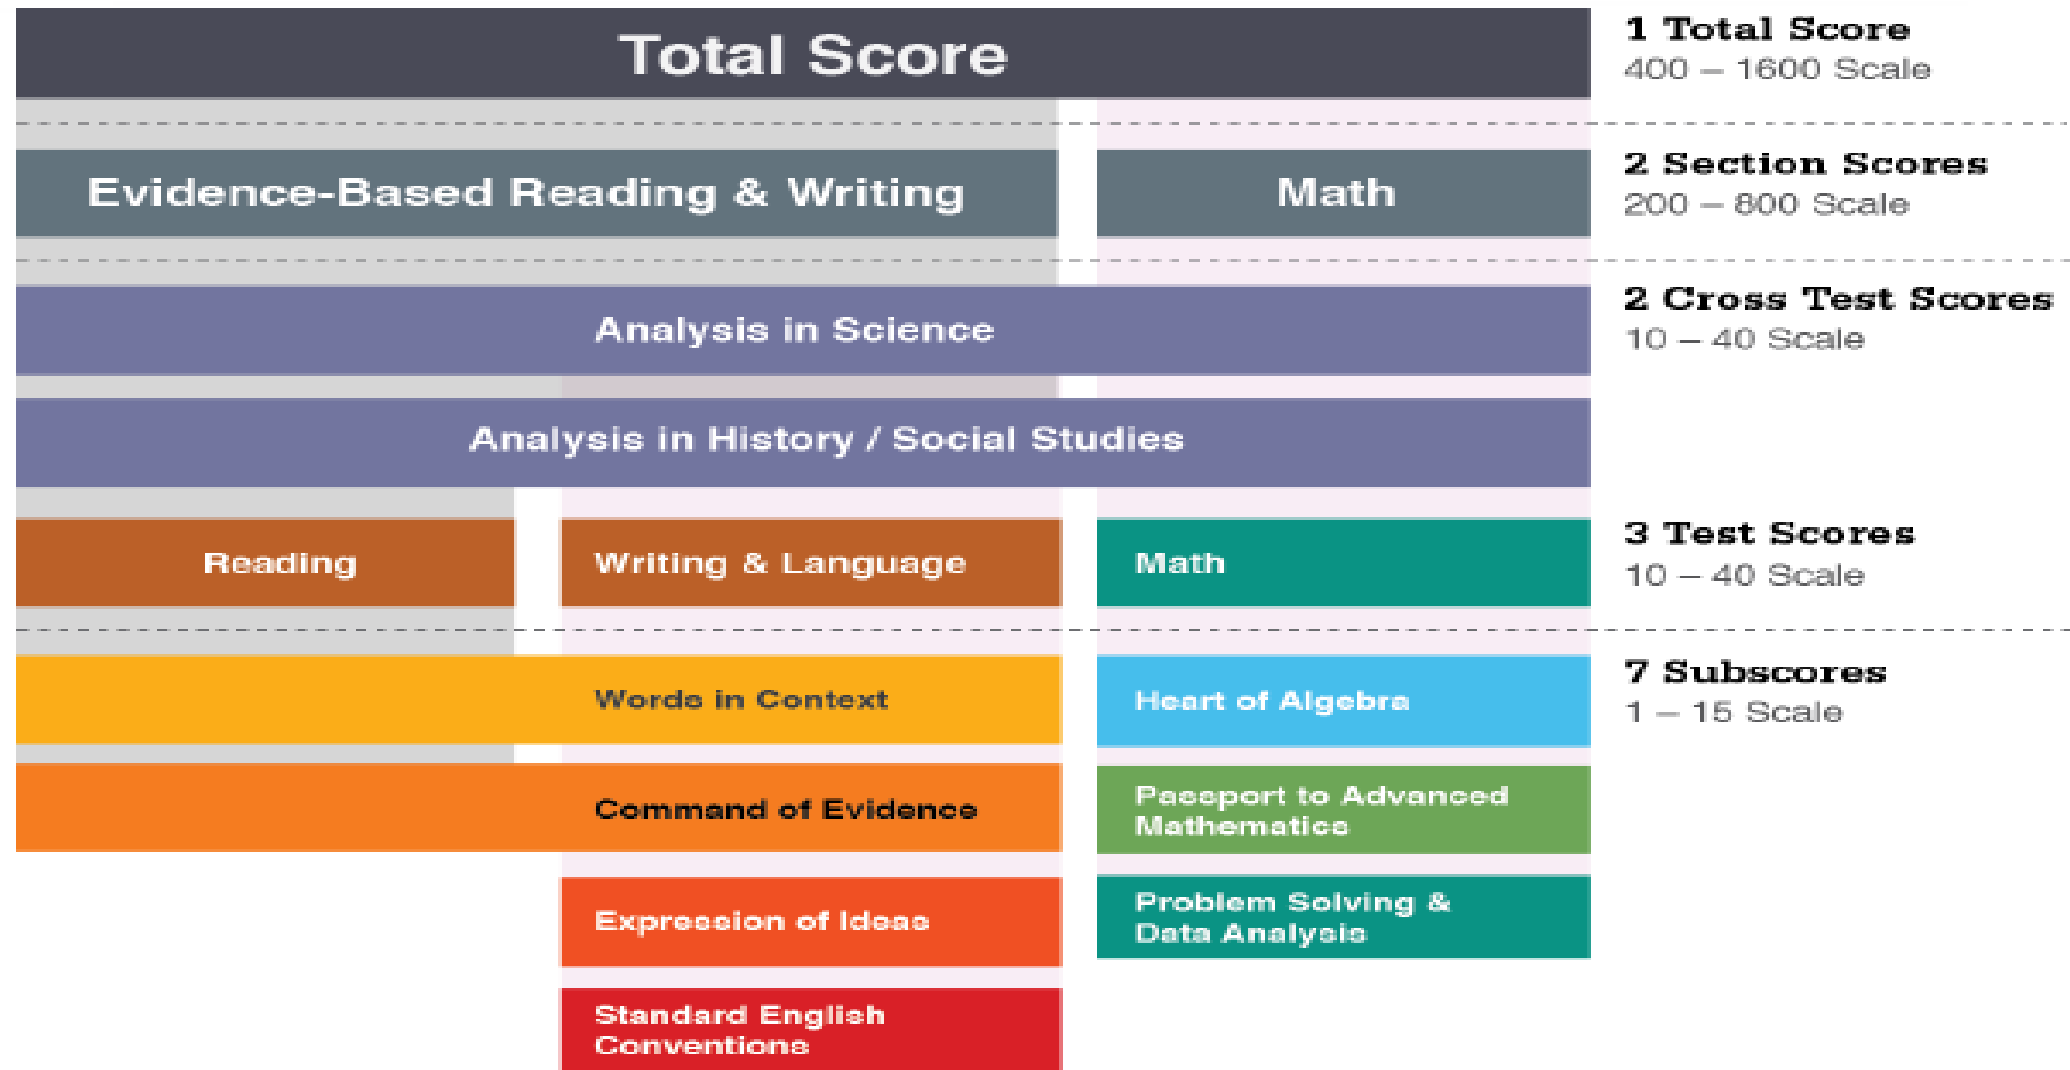 Total Score
1 Total Score
400 – 1600 Scale
Evidence-Based Reading & Writing
Math
2 Section Scores
200 – 800 Scale
Analysis in Science
2 Cross Test Scores
10 – 40 Scale
Analysis in History / Social Studies
Reading
Writing & Language
Math
3 Test Scores
10 – 40 Scale
Words in Context
Heart of Algebra
7 Subscores
1 – 15 Scale
Command of Evidence
Passport to Advanced
Mathematics
Expression of Ideas
Problem Solving &
Data Analysis
Standard English
Conventions